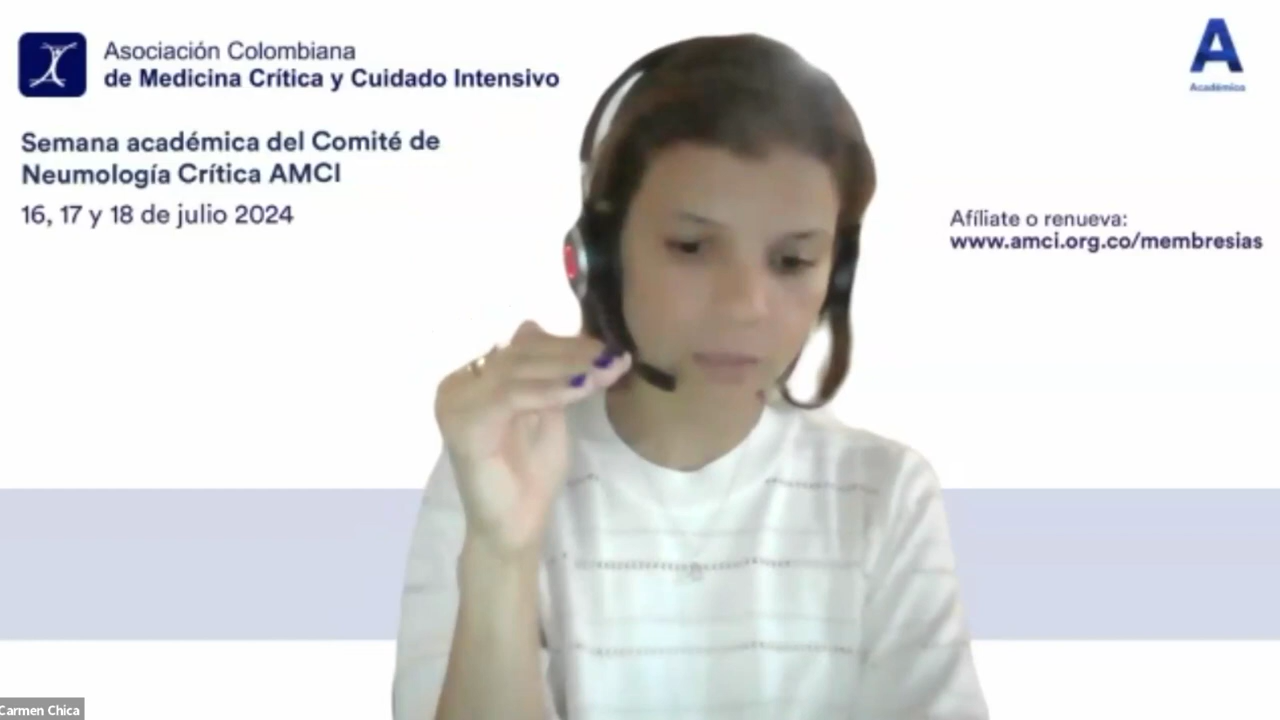 Asociación Colombiana
de Medicina Crítica y Cuidado Intensivo
A
Académico
Semana académica del Comité de
Neumología Crítica AMCI
16, 17 y 18 de julio 2024
Afíliate o renueva:
www.amci.org.co/membresias
Carmen Chica